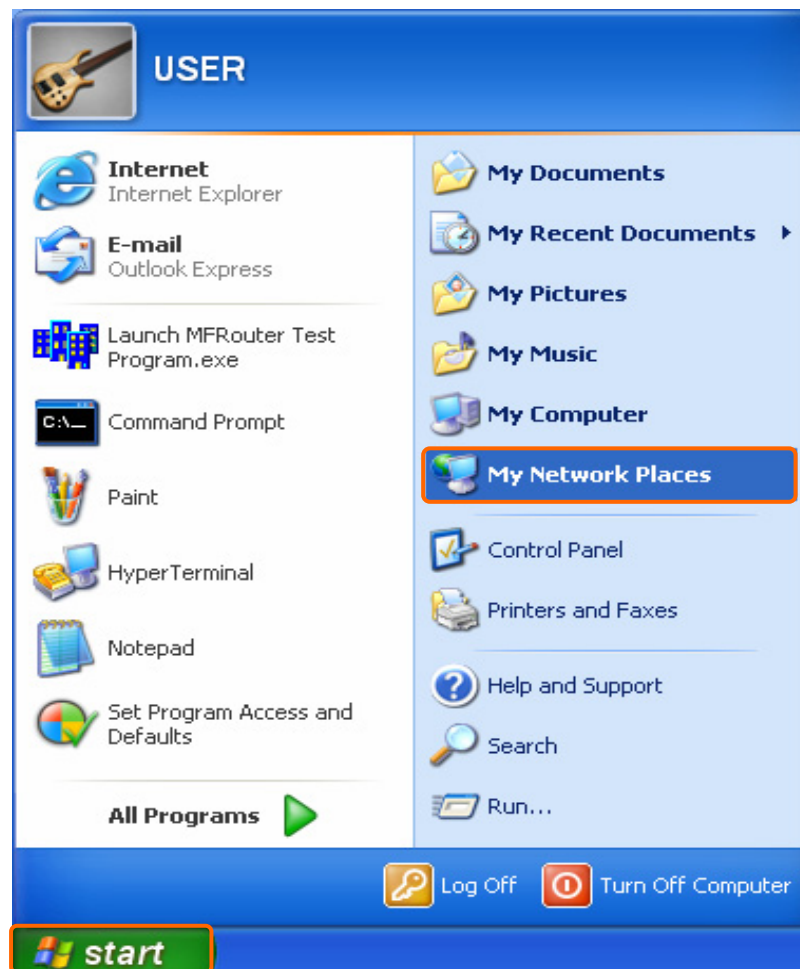 USER
Internet
Internet Explorer
E-mail
Outlook Express
Launch MFRouter Test
Program.exe
C:\_
Command Prompt
Paint
HyperTerminal
Notepad
Set Program Access and
Defaults
All Programs
My Documents
My Recent Documents
My Pictures
My Music
My Computer
My Network Places
Control Panel
Printers and Faxes
Help and Support
Search
Run...
Log Off
Turn Off Computer
start